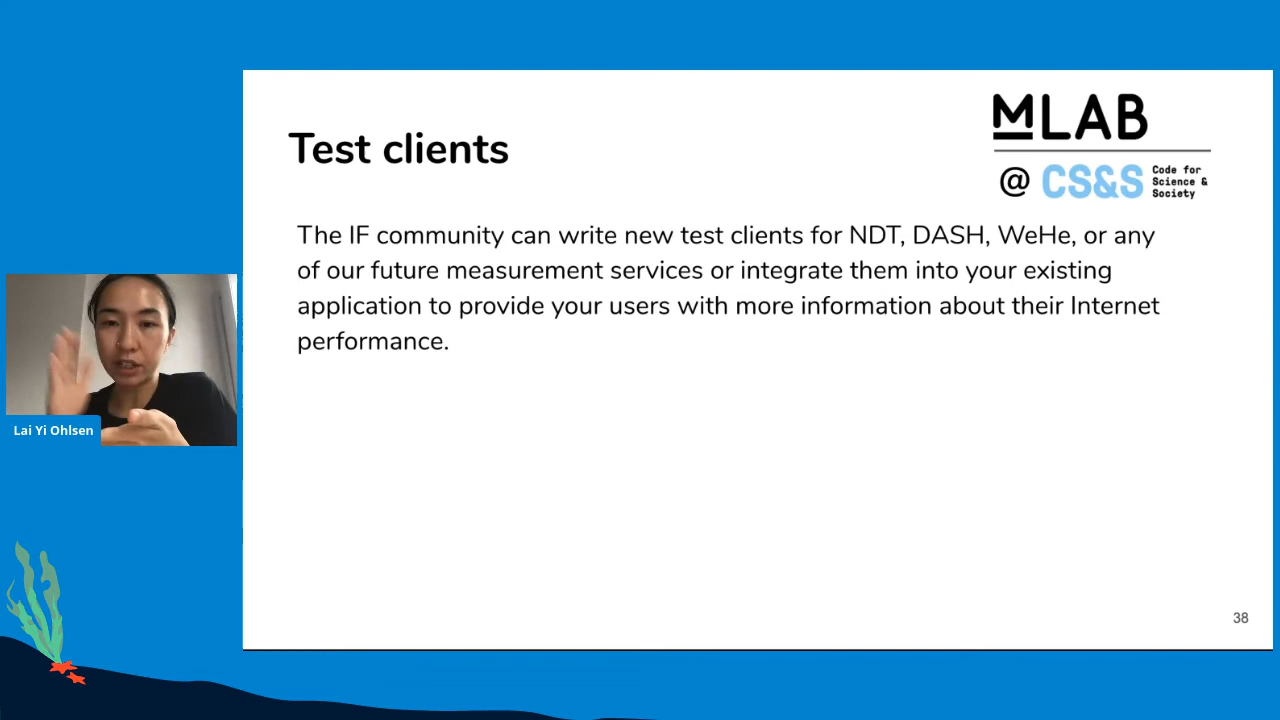 MLAB
@ CS&S Code for
Science &
Society
Test clients
The IF community can write new test clients for NDT, DASH, WeHe, or any
of our future measurement services or integrate them into your existing
application to provide your users with more information about their Internet
performance.
Lai Yi Ohlsen
38